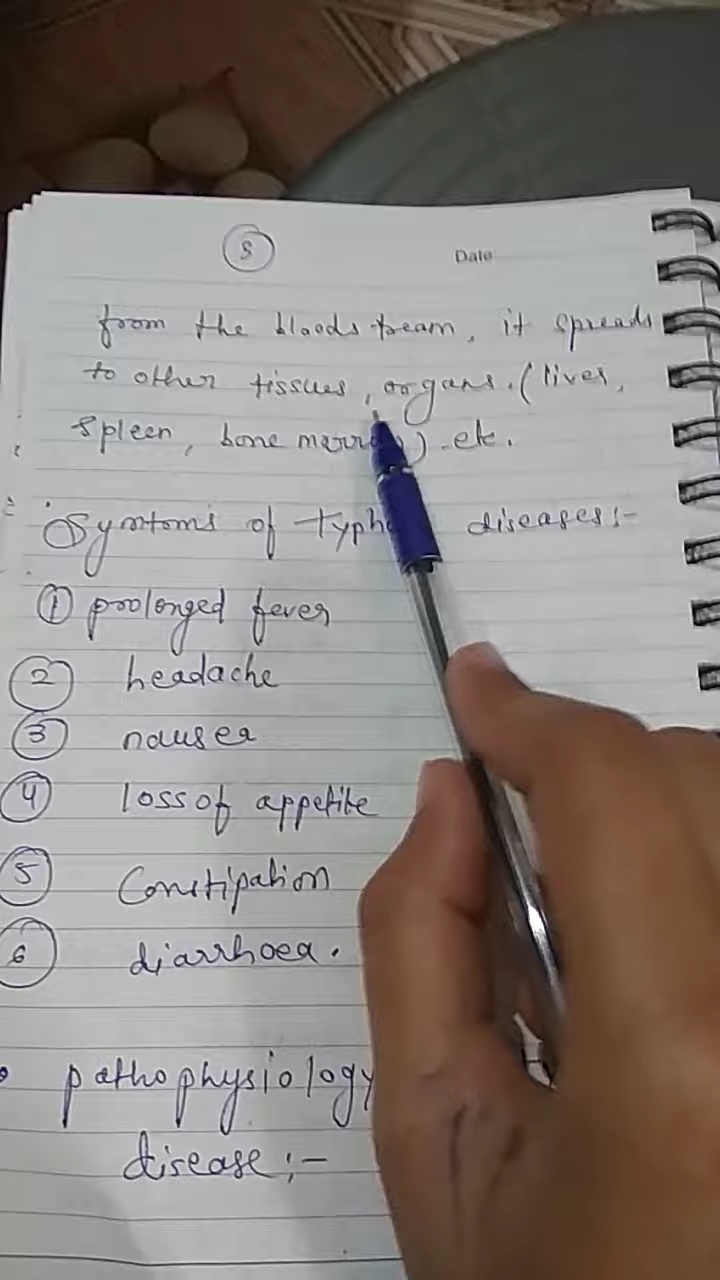 5
Date
from the bloodstream, it spreads
to other tissues, organs. (liver,
spleen, bone marrow) .etc.
Symtoms of typh diseases:-
① prolonged fever
② headache
③ nausea
④ loss of appetite
⑤ Constipation
⑥ diarrhoea.
pathophysiology
disease:-